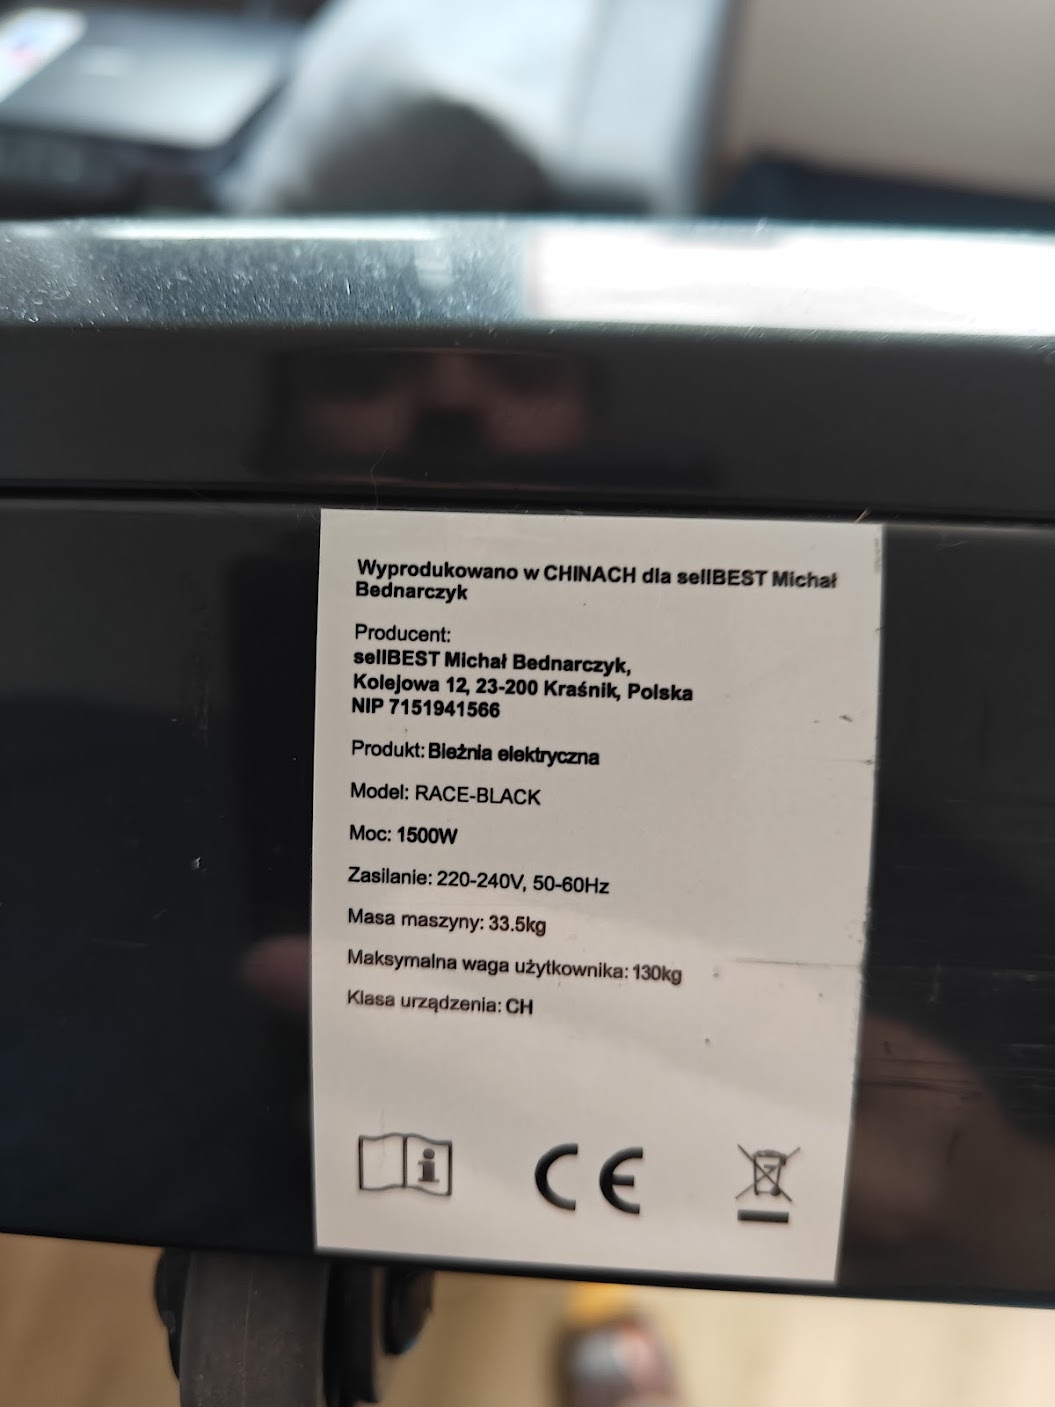 Wyprodukowano w CHINACH dla sellBEST Michał
Bednarczyk
Producent:
sellBEST Michał Bednarczyk,
Kolejowa 12, 23-200 Kraśnik, Polska
NIP 7151941566
Produkt: Bieżnia elektryczna
Model: RACE-BLACK
Moc: 1500W
Zasilanie: 220-240V, 50-60Hz
Masa maszyny: 33.5kg
Maksymalna waga użytkownika: 130kg
Klasa urządzenia: CH
CE